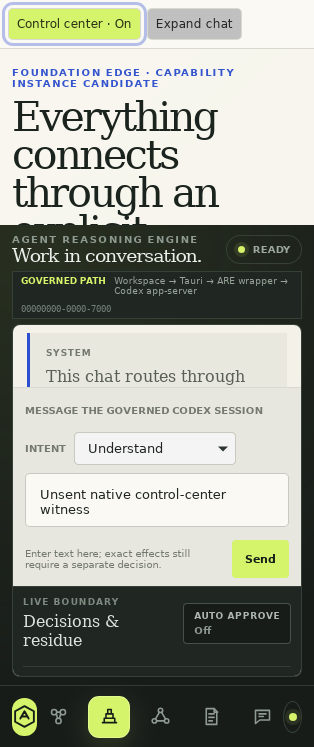 Control center · On
Expand chat
FOUNDATION EDGE · CAPABILITY
INSTANCE CANDIDATE
Everything
connects
through an
explicit
AGENT REASONING ENGINE
Work in conversation.
READY
GOVERNED PATH
Workspace → Tauri → ARE wrapper →
Codex app-server
00000000-0000-7000
SYSTEM
This chat routes through
MESSAGE THE GOVERNED CODEX SESSION
INTENT
Understand
Unsent native control-center
witness
Enter text here; exact effects still
require a separate decision.
Send
LIVE BOUNDARY
Decisions &
residue
AUTO APPROVE
Off